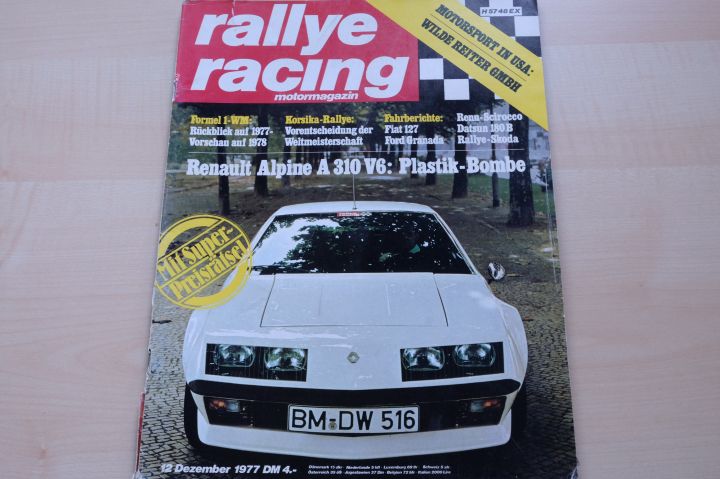 rallye
racing
motormagazin
H 5748 EX
MOTORSPORT IN USA:
WILDE REITER GMBH
Formel 1-WM:
Rückblick auf 1977-
Vorschau auf 1978
Korsika-Rallye:
Vorentscheidung der
Weltmeisterschaft
Fahrberichte:
Fiat 127
Ford Granada
Renn-Scirocco
Datsun 180 B
Rallye-Skoda
Renault Alpine A 310 V6: Plastik-Bombe
Mit Super-
Preisrätsel
BM-DW 516
12 Dezember 1977 DM 4.-